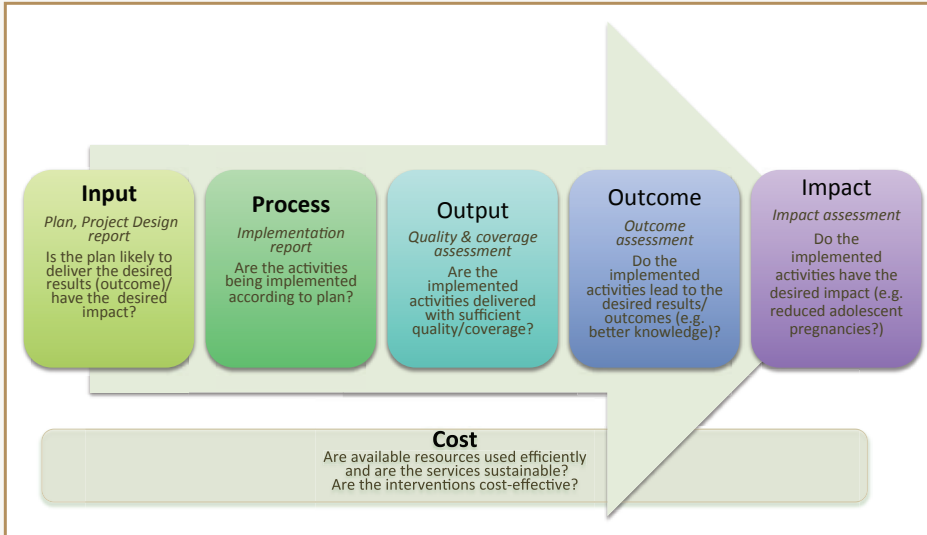 Input
Plan, Project Design
report
Is the plan likely to
deliver the desired
results (outcome)/
have the desired
impact?
Process
Implementation
report
Are the activities
being implemented
according to plan?
Output
Quality & coverage
assessment
Are the
implemented
activities delivered
with sufficient
quality/coverage?
Outcome
Outcome
assessment
Do the
implemented
activities lead to the
desired results/
outcomes (e.g.
better knowledge)?
Impact
Impact assessment
Do the
implemented
activities have the
desired impact (e.g.
reduced adolescent
pregnancies?)
Cost
Are available resources used efficiently
and are the services sustainable?
Are the interventions cost-effective?